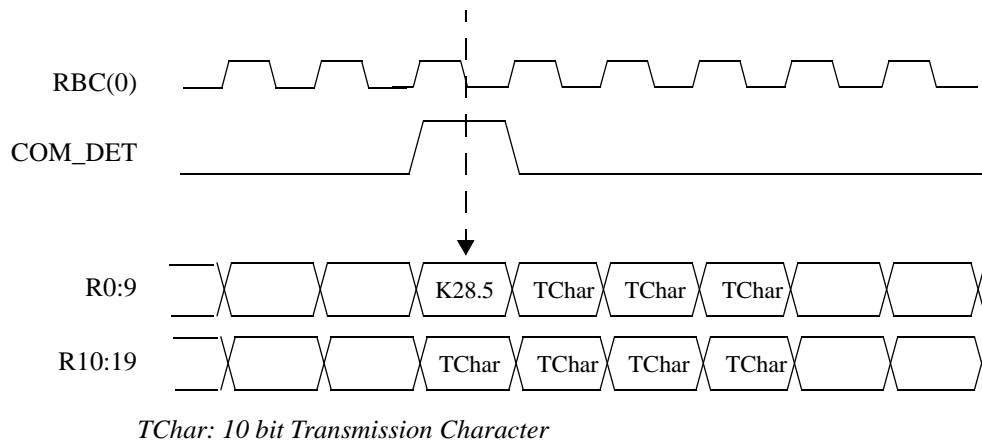 RBC(0)
COM_DET
R0:9 K28.5 TChar TChar TChar
R10:19 TChar TChar TChar TChar
TChar: 10 bit Transmission Character